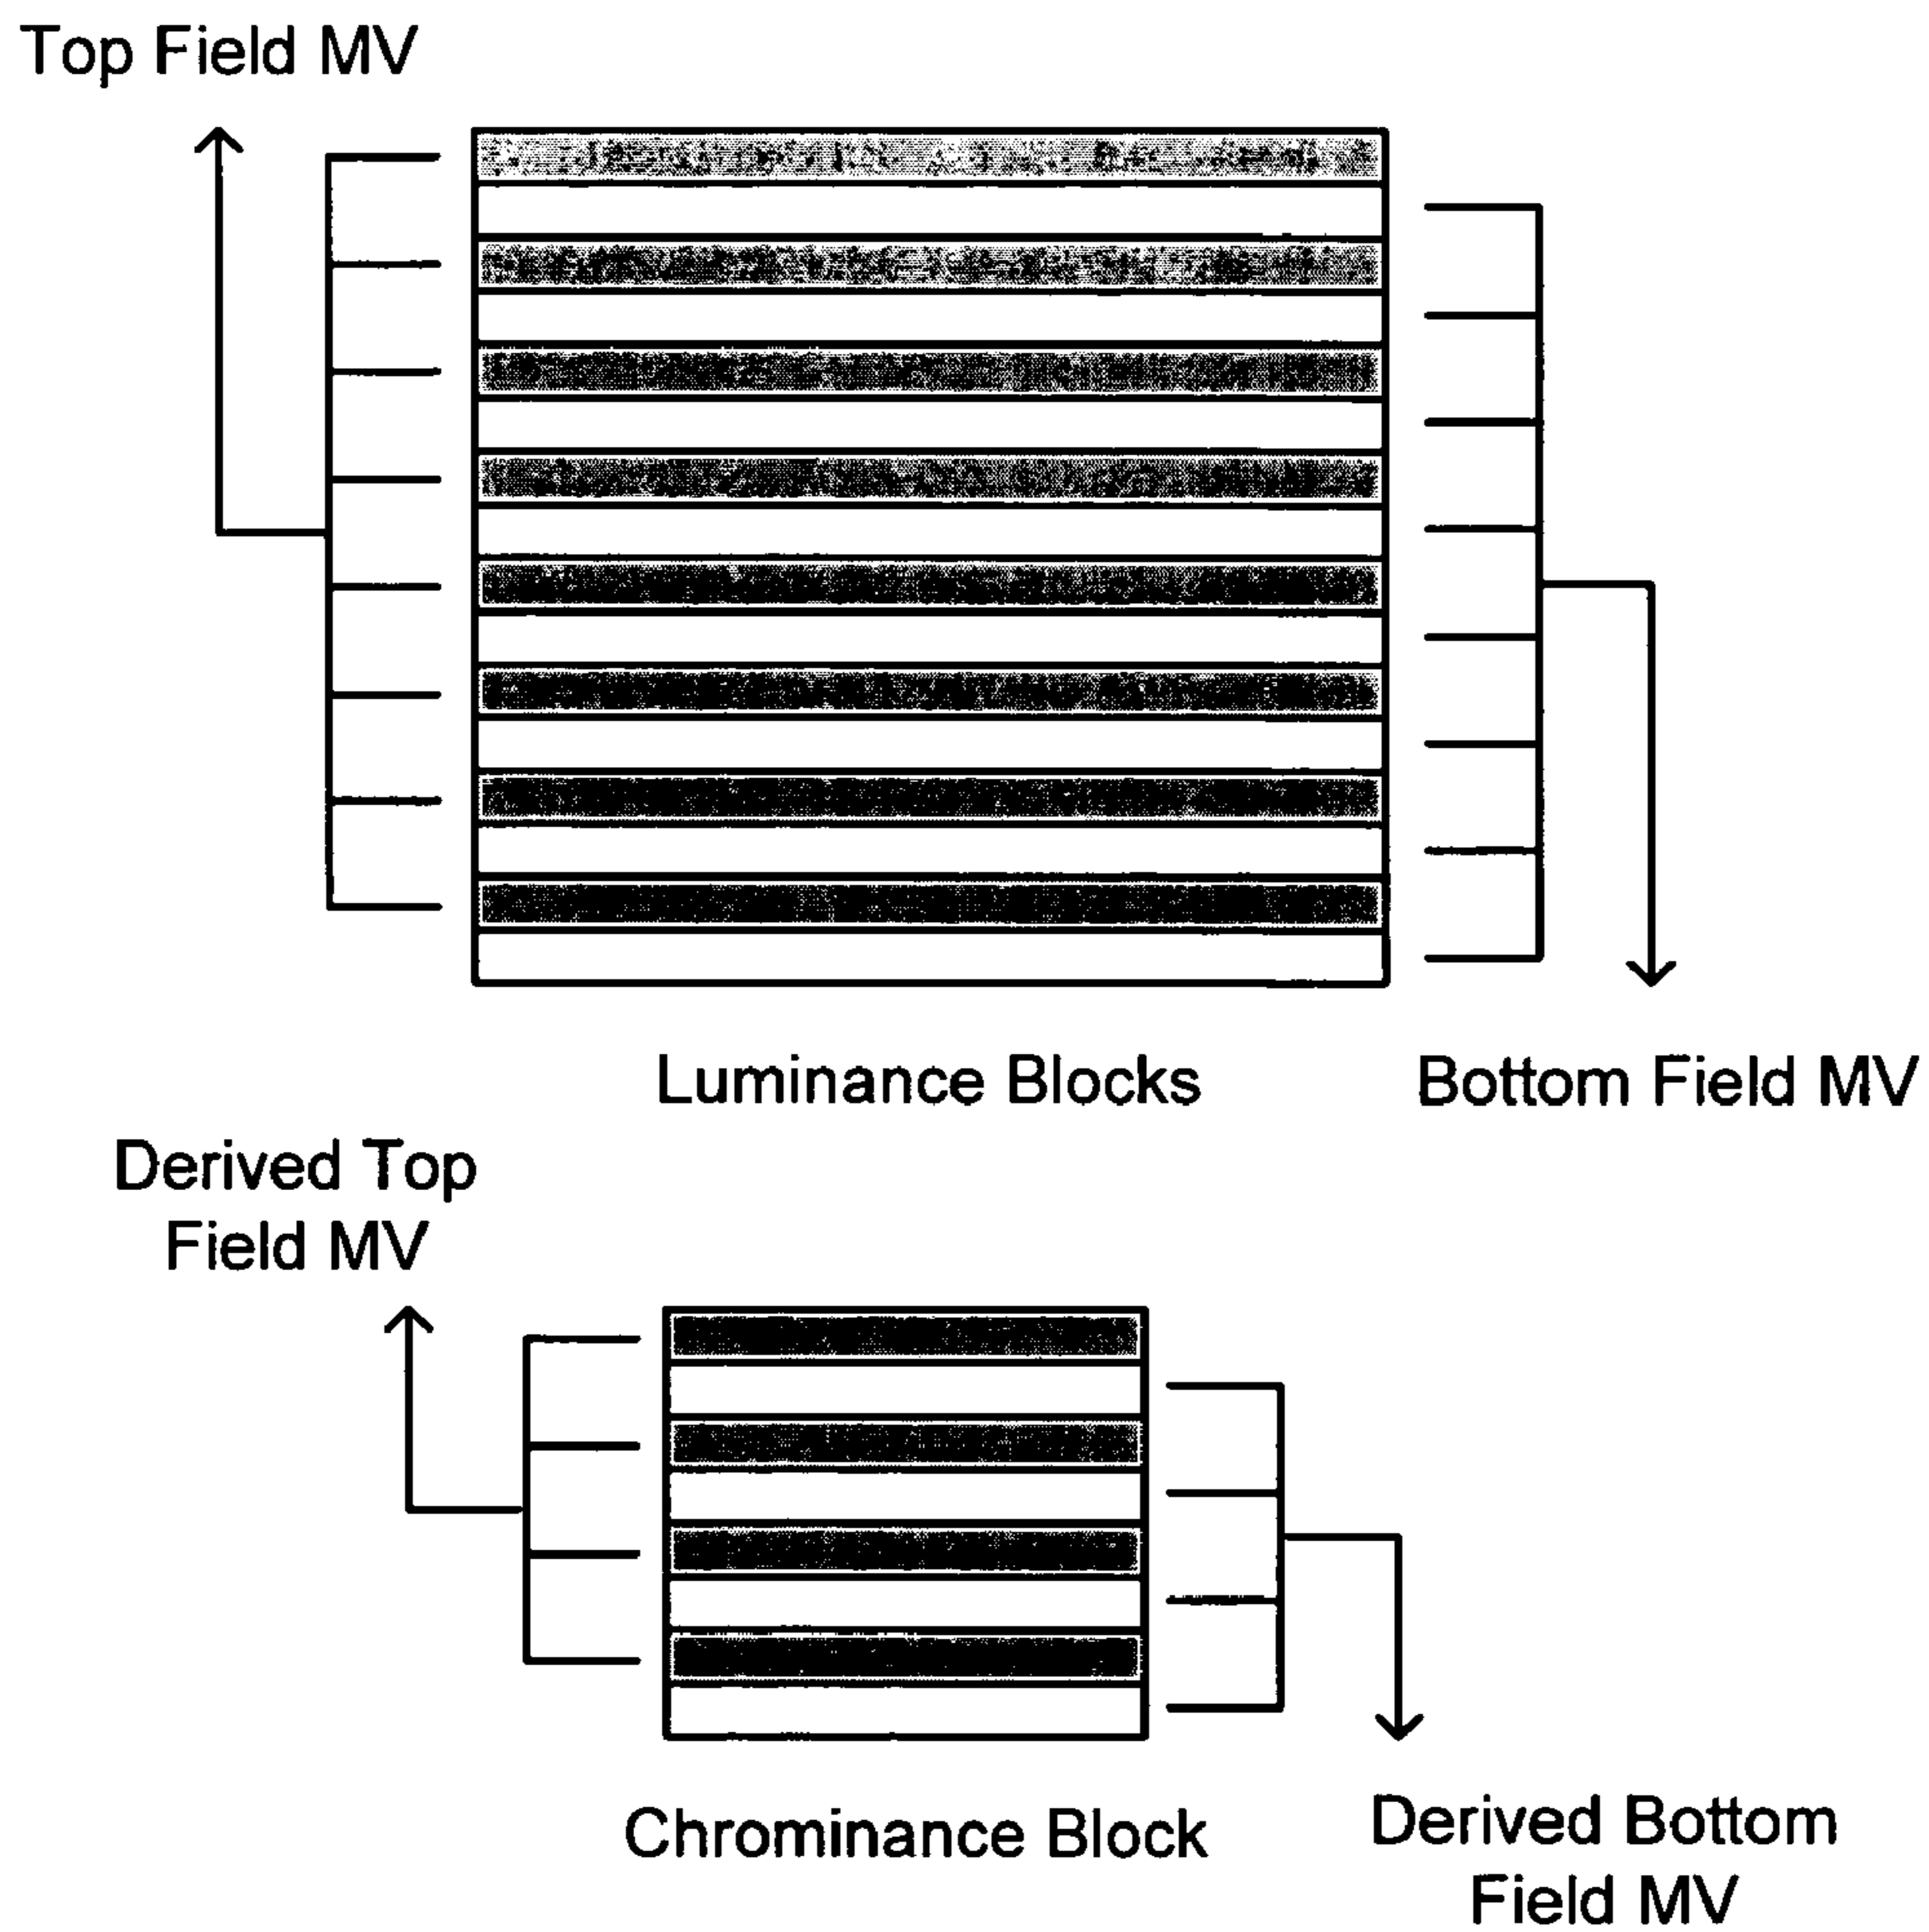 Top Field MV
Luminance Blocks
Bottom Field MV
Derived Top
Field MV
Chrominance Block
Derived Bottom
Field MV